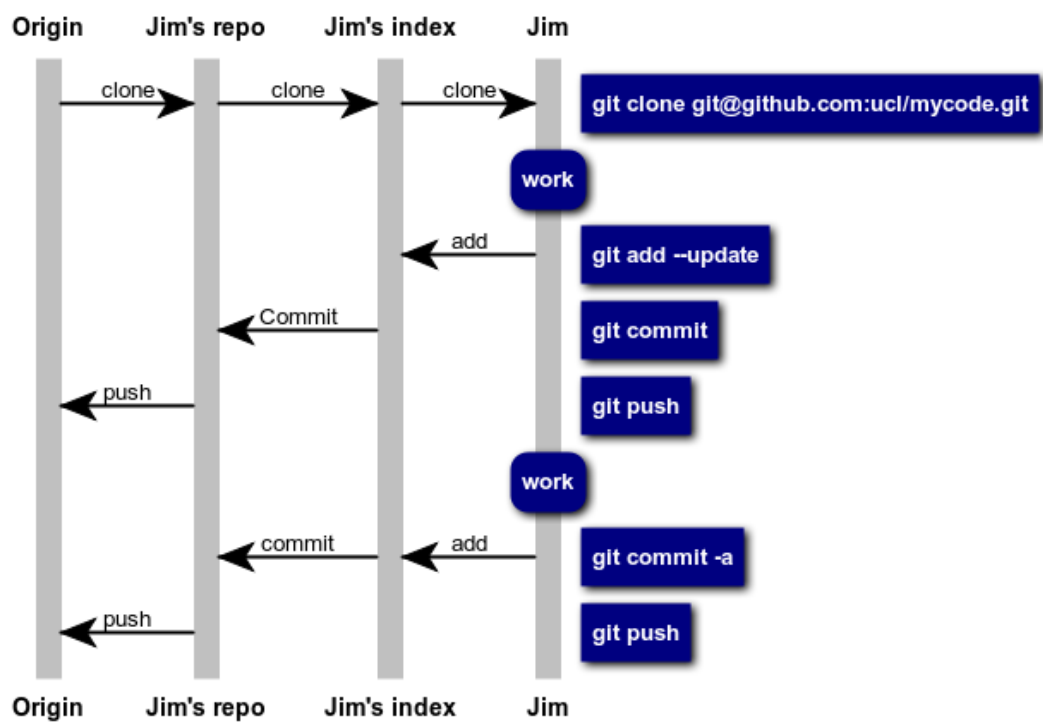 Origin Jim's repo Jim's index Jim
clone clone clone git clone git@github.com:ucl/mycode.git
work
add git add --update
Commit git commit
push git push
work
commit add git commit -a
push git push
Origin Jim's repo Jim's index Jim